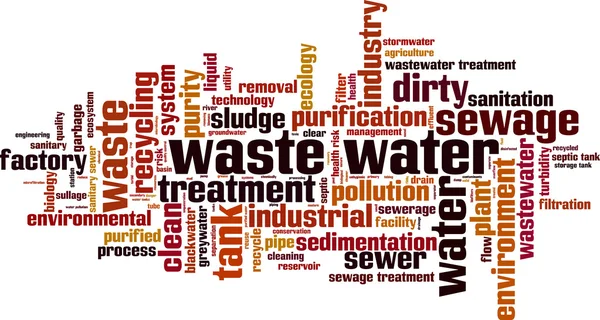 stormwater
agriculture
wastewater treatment
industry
liquid
utility
ecology
filter
health
dirty
sanitation
system
purity
removal
technology
recycling
garbage
ecosystem
river
sludge
purification
effluent
sewage
engineering
quality
sanitary
waste
groundwater
clear
health risk
management
factory
waste water
recycled
septic tank
storage tank
turbidity
station
biology
sanitary sewer
risk
basin
treatment
septic
drain
pollution
sullage
water pollution
environmental
clean
tank
industrial
sewerage
facility
water
plant
environment
wastewater
filtration
purified
process
blackwater
greywater
separation
recycle
reuse
conservation
pipe
sedimentation
cleaning
reservoir
sewer
sewage treatment
flow